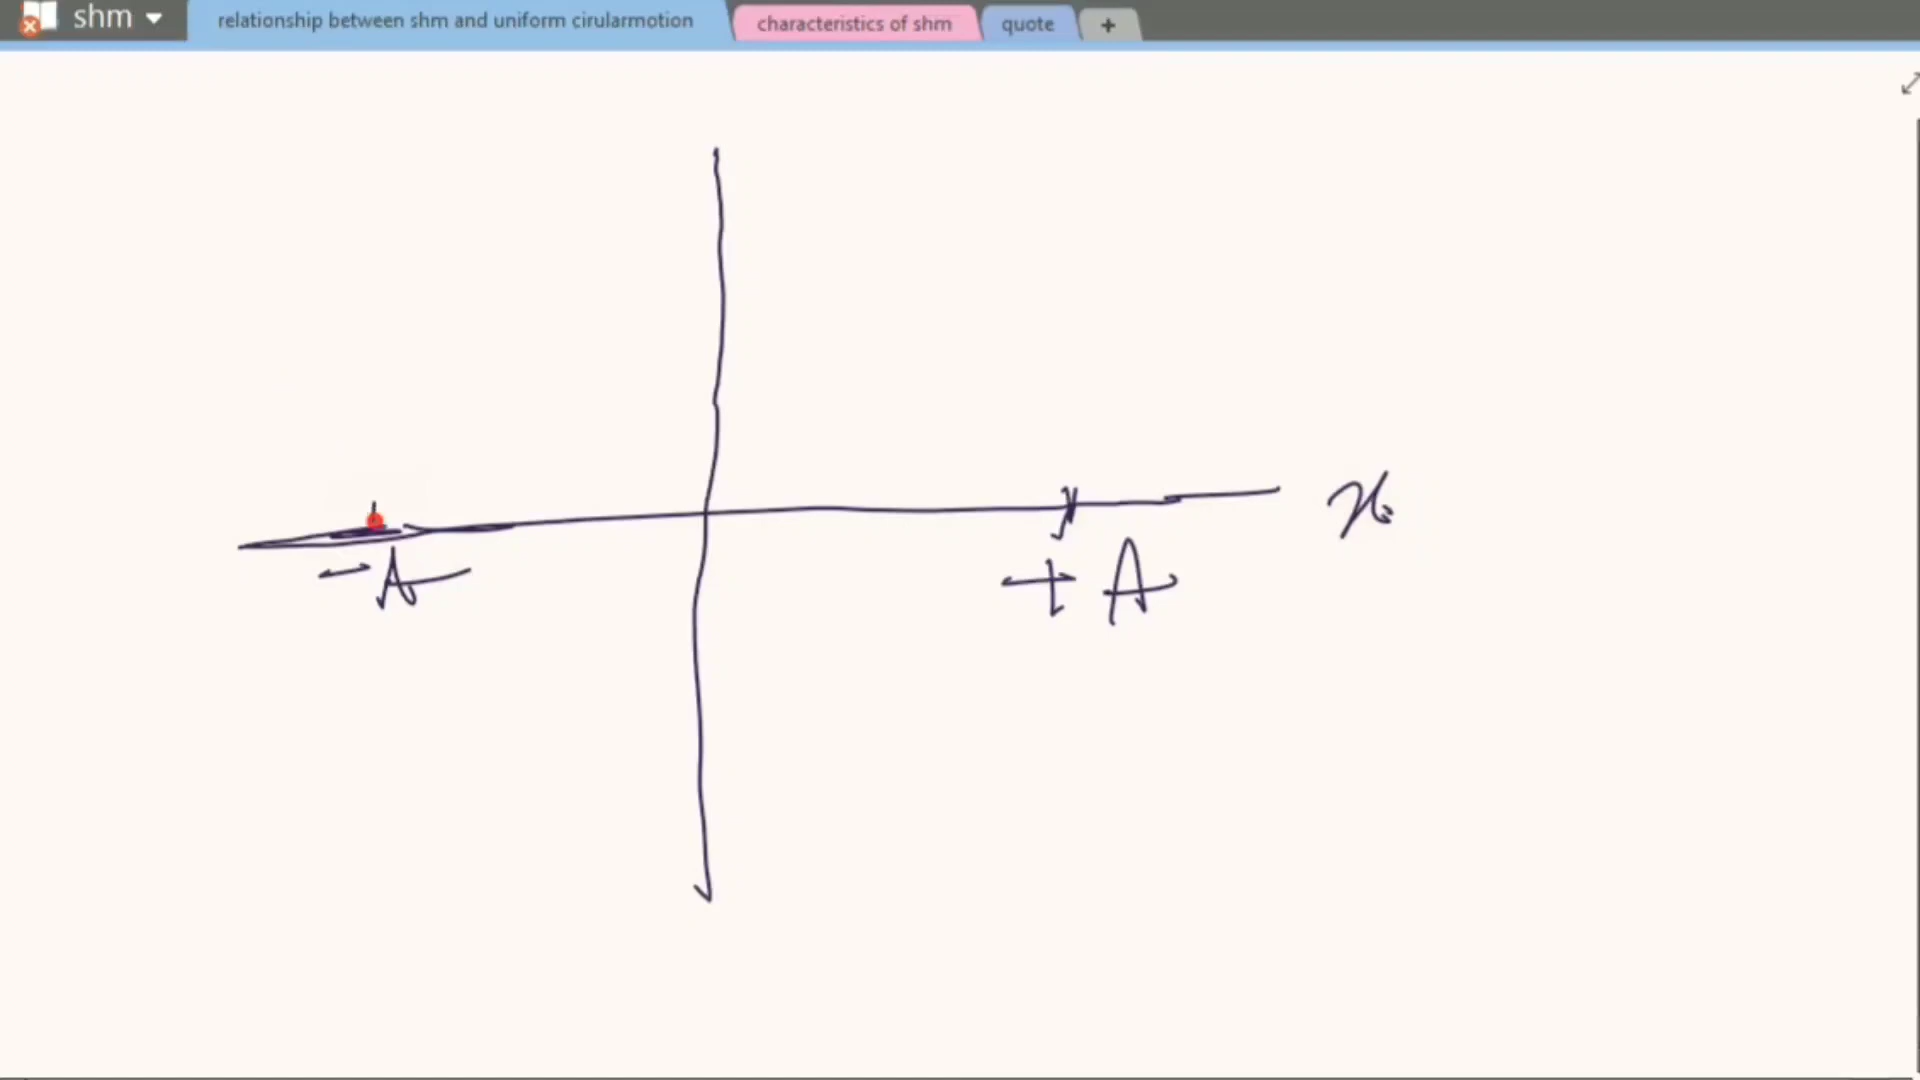 shm
relationship between shm and uniform cirularmotion
characteristics of shm
quote
+
x
-A
+A